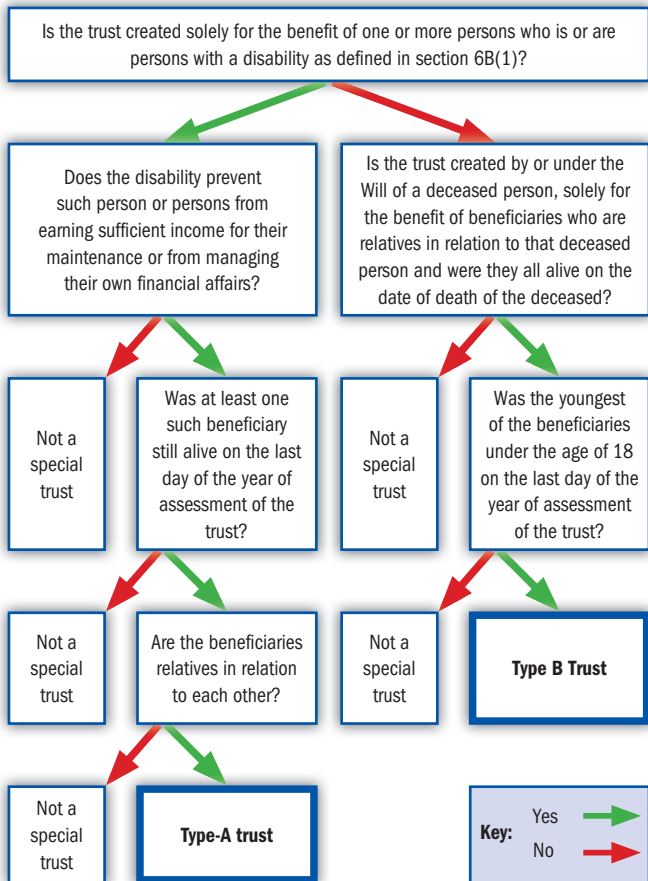 Is the trust created solely for the benefit of one or more persons who is or are
persons with a disability as defined in section 6B(1)?
Does the disability prevent
such person or persons from
earning sufficient income for their
maintenance or from managing
their own financial affairs?
Is the trust created by or under the
Will of a deceased person, solely for
the benefit of beneficiaries who are
relatives in relation to that deceased
person and were they all alive on the
date of death of the deceased?
Not a
special
trust
Was at least one
such beneficiary
still alive on the last
day of the year of
assessment of the
trust?
Not a
special
trust
Was the youngest
of the beneficiaries
under the age of 18
on the last day of the
year of assessment
of the trust?
Not a
special
trust
Are the beneficiaries
relatives in relation
to each other?
Not a
special
trust
Type B Trust
Not a
special
trust
Type-A trust
Key:
Yes
No